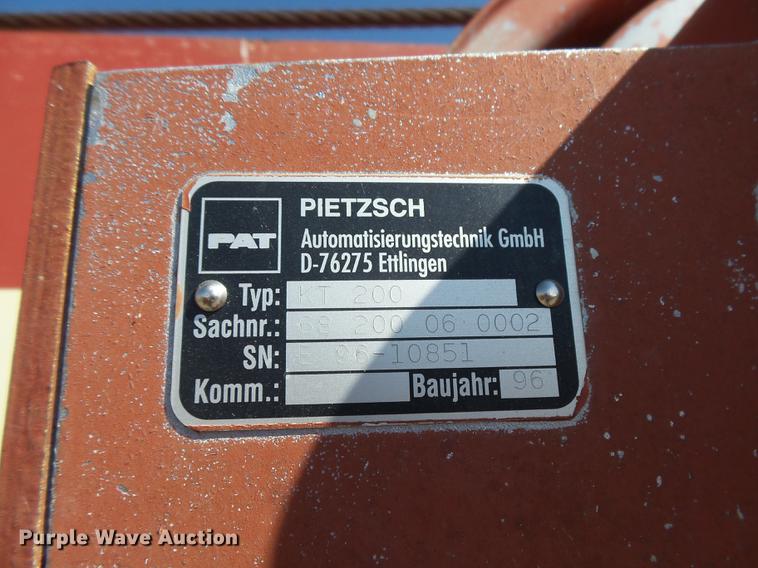 PAT
PIETZSCH
Automatisierungstechnik GmbH
D-76275 Ettlingen
Typ: KT 200
Sachnr.: 68 200 06 0002
SN: E 96-10851
Komm.:
Baujahr: 96
Purple Wave Auction